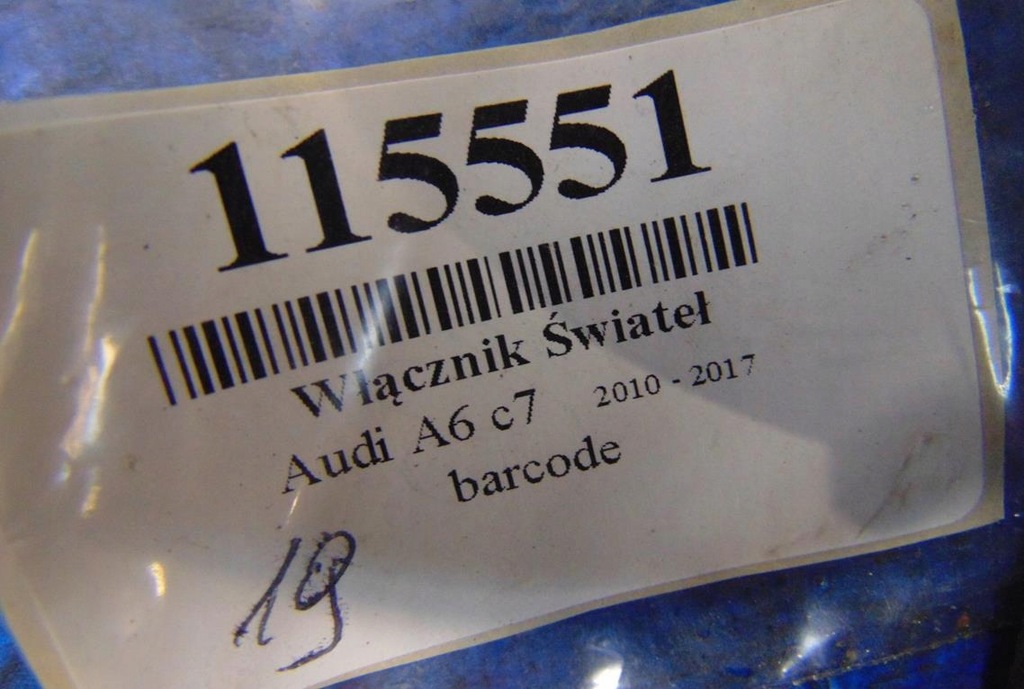 115551
Włącznik Świateł
Audi A6 c7 2010 - 2017
barcode
19